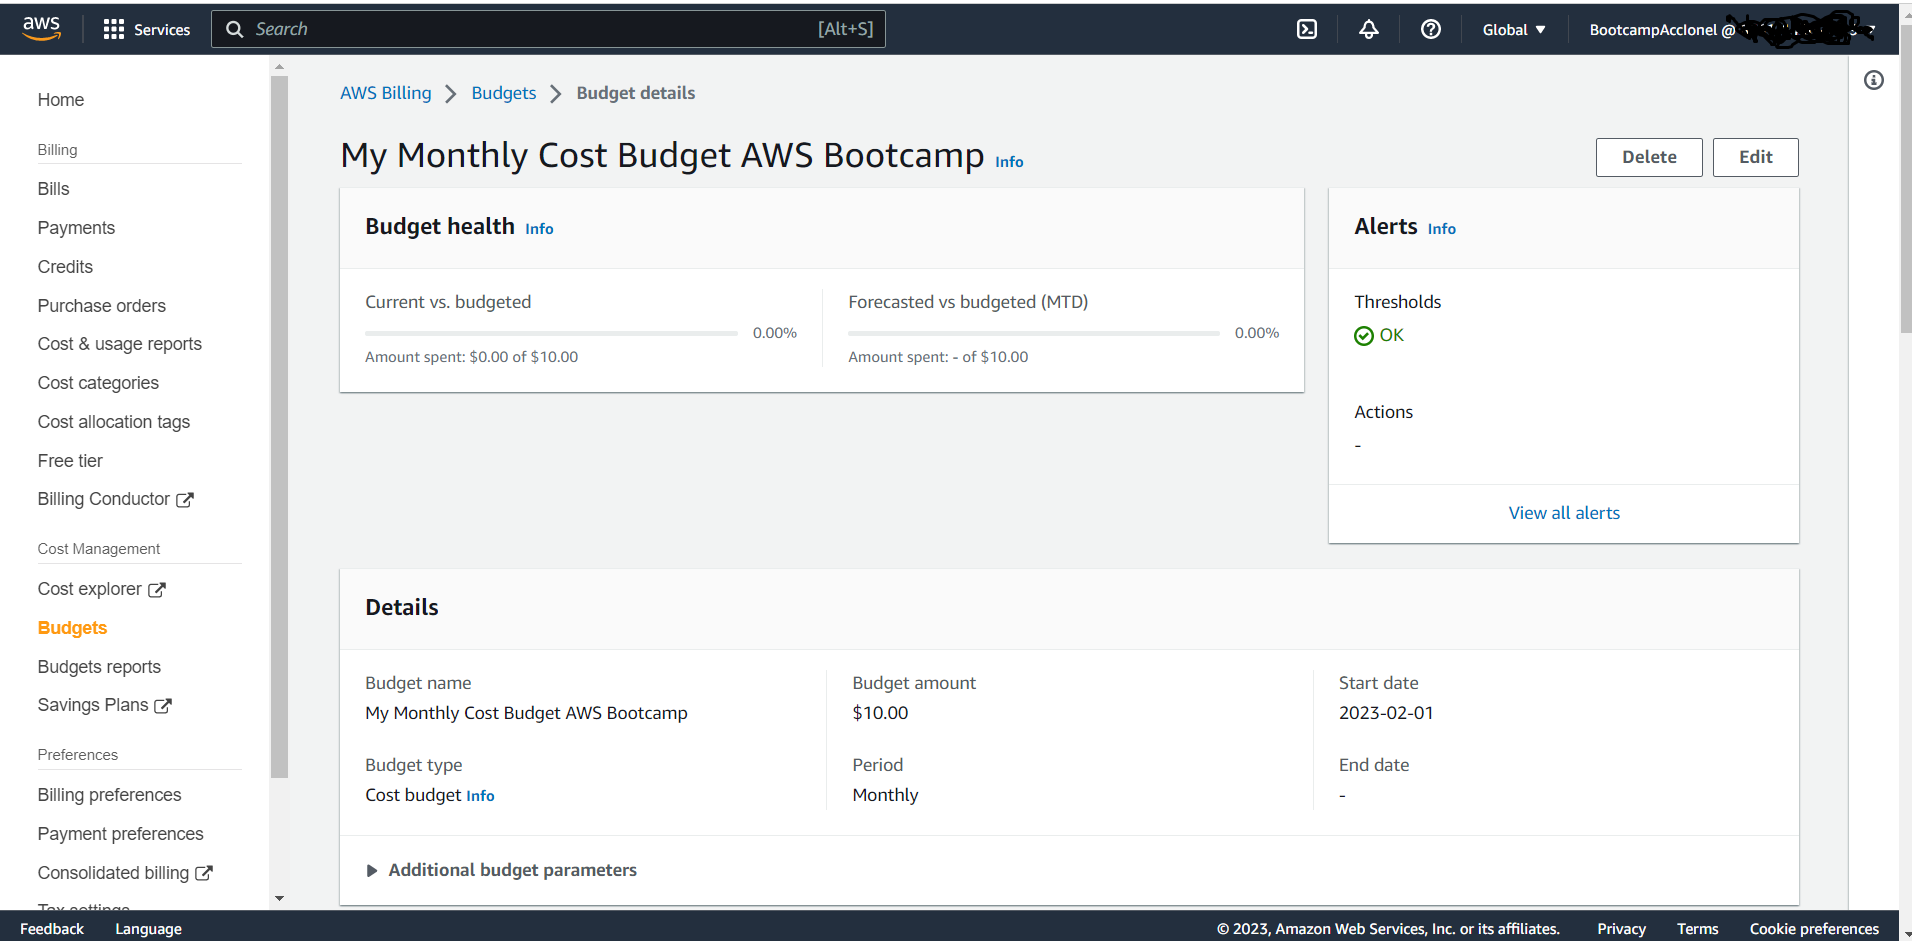 aws Services Search [Alt+S] Global BootcampAccIonel @
Home
Billing
Bills
Payments
Credits
Purchase orders
Cost & usage reports
Cost categories
Cost allocation tags
Free tier
Billing Conductor
Cost Management
Cost explorer
Budgets
Budgets reports
Savings Plans
Preferences
Billing preferences
Payment preferences
Consolidated billing
Tax settings
AWS Billing Budgets Budget details
My Monthly Cost Budget AWS Bootcamp Info
Delete Edit
Budget health Info
Current vs. budgeted
0.00%
Amount spent: $0.00 of $10.00
Forecasted vs budgeted (MTD)
0.00%
Amount spent: - of $10.00
Alerts Info
Thresholds
OK
Actions
-
View all alerts
Details
Budget name
My Monthly Cost Budget AWS Bootcamp
Budget type
Cost budget Info
Budget amount
$10.00
Period
Monthly
Start date
2023-02-01
End date
-
Additional budget parameters
Feedback Language © 2023, Amazon Web Services, Inc. or its affiliates. Privacy Terms Cookie preferences